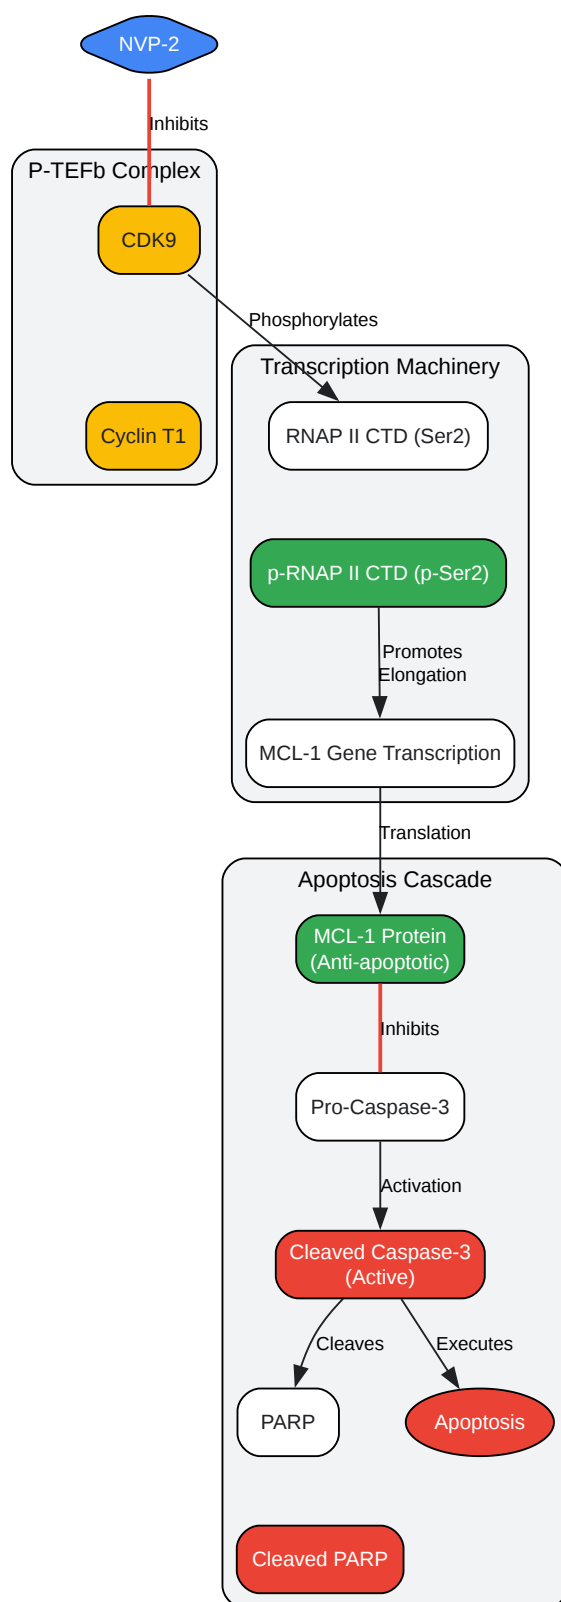 NVP-2
Inhibits
P-TEFb Complex
CDK9
Phosphorylates
Transcription Machinery
Cyclin T1
RNAP II CTD (Ser2)
p-RNAP II CTD (p-Ser2)
Promotes
Elongation
MCL-1 Gene Transcription
Translation
Apoptosis Cascade
MCL-1 Protein
(Anti-apoptotic)
Inhibits
Pro-Caspase-3
Activation
Cleaved Caspase-3
(Active)
Cleaves
Executes
PARP
Apoptosis
Cleaved PARP